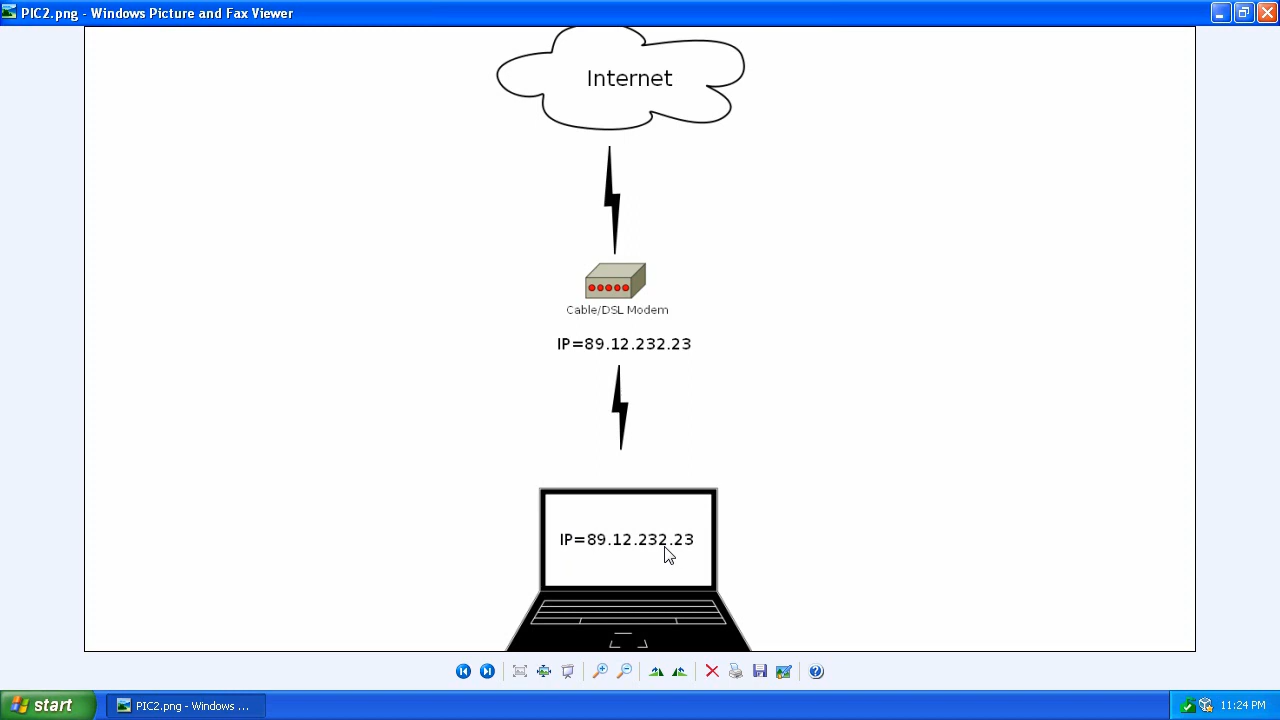 PIC2.png - Windows Picture and Fax Viewer
Internet
Cable/DSL Modem
IP=89.12.232.23
IP=89.12.232.23
start
PIC2.png - Windows ...
11:24 PM